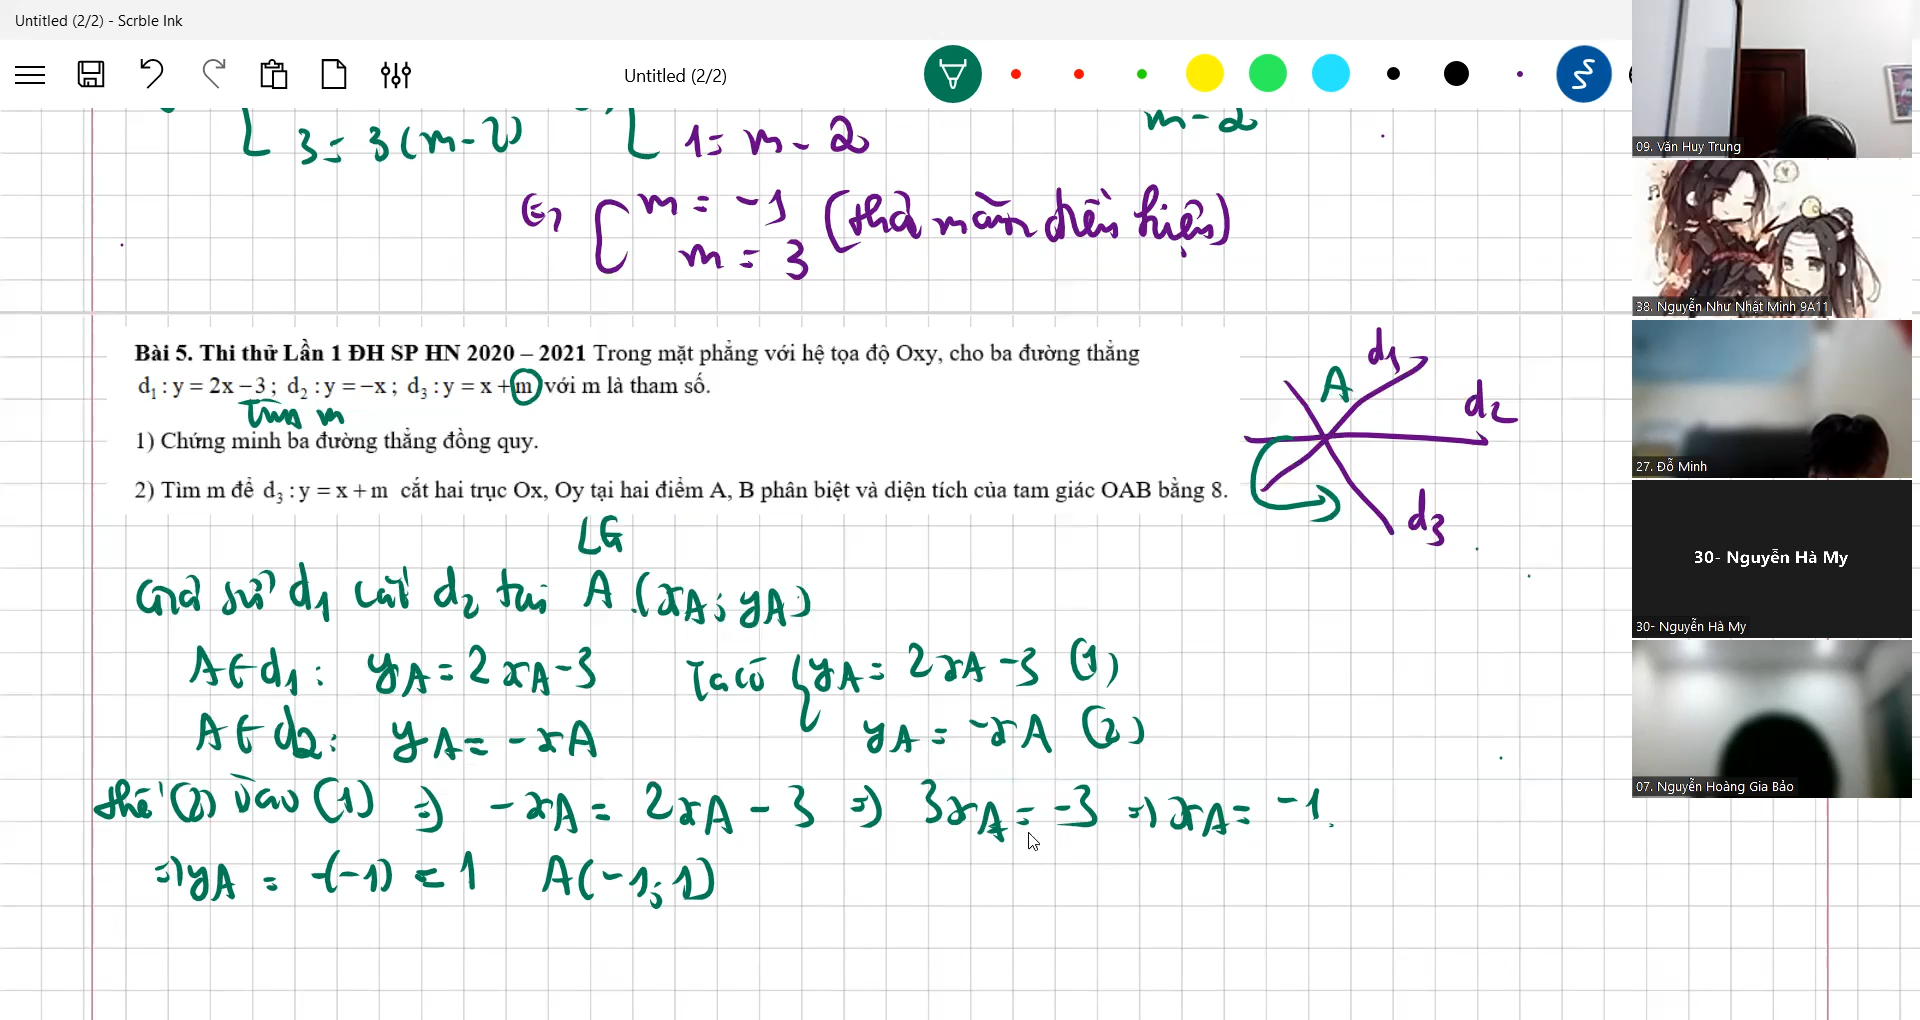 Untitled (2/2) - Scrble Ink
Untitled (2/2)
3 = 3(m-2)
1 = m - 2
m - 2
m = -1
m = 3
(thỏa mãn điều kiện)
Bài 5. Thi thử Lần 1 ĐH SP HN 2020 – 2021 Trong mặt phẳng với hệ tọa độ Oxy, cho ba đường thẳng
d₁ : y = 2x − 3 ; d₂ : y = −x ; d₃ : y = x + m với m là tham số.
Tìm m
1) Chứng minh ba đường thẳng đồng quy.
2) Tìm m để d₃ : y = x + m cắt hai trục Ox, Oy tại hai điểm A, B phân biệt và diện tích của tam giác OAB bằng 8.
A
d1
d2
d3
LG
Giả sử d1 cắt d2 tại A (xA; yA)
A ∈ d1 : yA = 2xA - 3
Ta có { yA = 2xA - 3 (1)
A ∈ d2 : yA = -xA
yA = -xA (2)
thế (2) vào (1) => -xA = 2xA - 3 => 3xA = -3 => xA = -1
=> yA = -(-1) = 1 A(-1; 1)
09. Văn Huy Trung
38. Nguyễn Như Nhật Minh 9A11
27. Đỗ Minh
30- Nguyễn Hà My
30- Nguyễn Hà My
07. Nguyễn Hoàng Gia Bảo